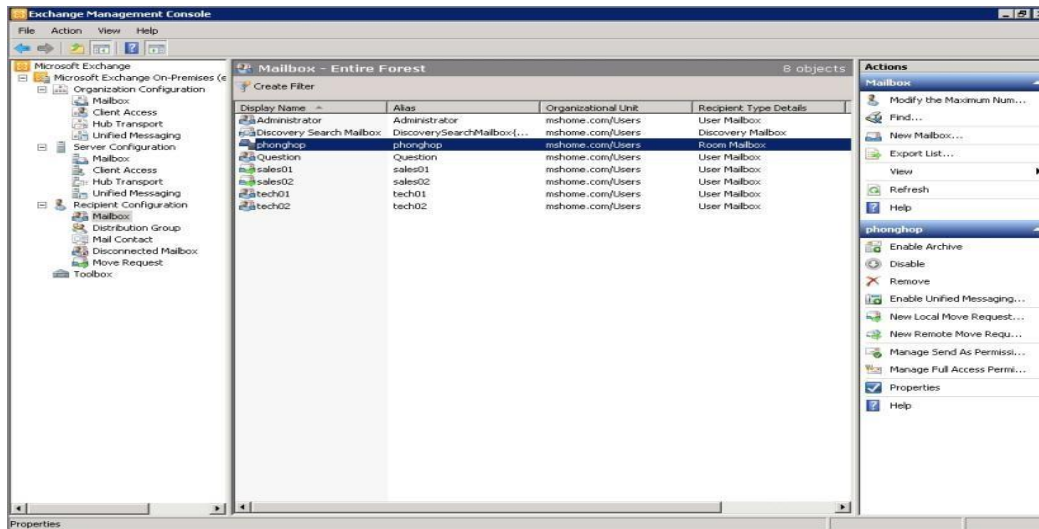 Exchange Management Console
File Action View Help
Microsoft Exchange
Microsoft Exchange On-Premises (e
Organization Configuration
Mailbox
Client Access
Hub Transport
Unified Messaging
Server Configuration
Mailbox
Client Access
Hub Transport
Unified Messaging
Recipient Configuration
Mailbox
Distribution Group
Mail Contact
Disconnected Mailbox
Move Request
Toolbox
Mailbox - Entire Forest 8 objects
Create Filter
Display Name Alias Organizational Unit Recipient Type Details
Administrator Administrator mshome.com/Users User Mailbox
Discovery Search Mailbox DiscoverySearchMailbox{... mshome.com/Users Discovery Mailbox
phonghop phonghop mshome.com/Users Room Mailbox
Question Question mshome.com/Users User Mailbox
sales01 sales01 mshome.com/Users User Mailbox
sales02 sales02 mshome.com/Users User Mailbox
tech01 tech01 mshome.com/Users User Mailbox
tech02 tech02 mshome.com/Users User Mailbox
Actions
Mailbox
Modify the Maximum Num...
Find...
New Mailbox...
Export List...
View
Refresh
Help
phonghop
Enable Archive
Disable
Remove
Enable Unified Messaging...
New Local Move Request...
New Remote Move Requ...
Manage Send As Permissi...
Manage Full Access Permi...
Properties
Help
Properties